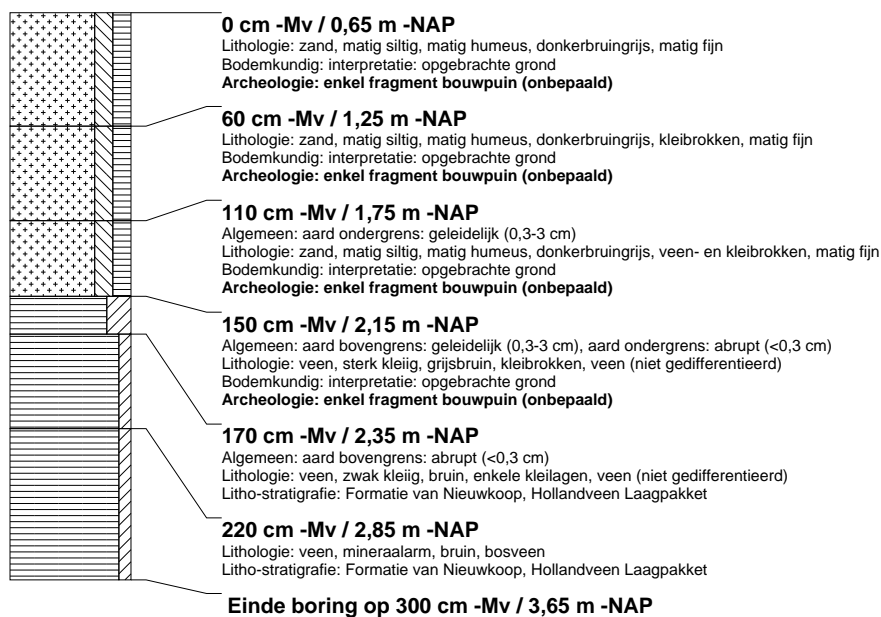 0 cm -Mv / 0,65 m -NAP
Lithologie: zand, matig siltig, matig humeus, donkerbruingrijs, matig fijn
Bodemkundig: interpretatie: opgebrachte grond
Archeologie: enkel fragment bouwpuin (onbepaald)
60 cm -Mv / 1,25 m -NAP
Lithologie: zand, matig siltig, matig humeus, donkerbruingrijs, kleibrokken, matig fijn
Bodemkundig: interpretatie: opgebrachte grond
Archeologie: enkel fragment bouwpuin (onbepaald)
110 cm -Mv / 1,75 m -NAP
Algemeen: aard ondergrens: geleidelijk (0,3-3 cm)
Lithologie: zand, matig siltig, matig humeus, donkerbruingrijs, veen- en kleibrokken, matig fijn
Bodemkundig: interpretatie: opgebrachte grond
Archeologie: enkel fragment bouwpuin (onbepaald)
150 cm -Mv / 2,15 m -NAP
Algemeen: aard bovengrens: geleidelijk (0,3-3 cm), aard ondergrens: abrupt (<0,3 cm)
Lithologie: veen, sterk kleiig, grijsbruin, kleibrokken, veen (niet gedifferentieerd)
Bodemkundig: interpretatie: opgebrachte grond
Archeologie: enkel fragment bouwpuin (onbepaald)
170 cm -Mv / 2,35 m -NAP
Algemeen: aard bovengrens: abrupt (<0,3 cm)
Lithologie: veen, zwak kleiig, bruin, enkele kleilagen, veen (niet gedifferentieerd)
Litho-stratigrafie: Formatie van Nieuwkoop, Hollandveen Laagpakket
220 cm -Mv / 2,85 m -NAP
Lithologie: veen, mineraalarm, bruin, bosveen
Litho-stratigrafie: Formatie van Nieuwkoop, Hollandveen Laagpakket
Einde boring op 300 cm -Mv / 3,65 m -NAP